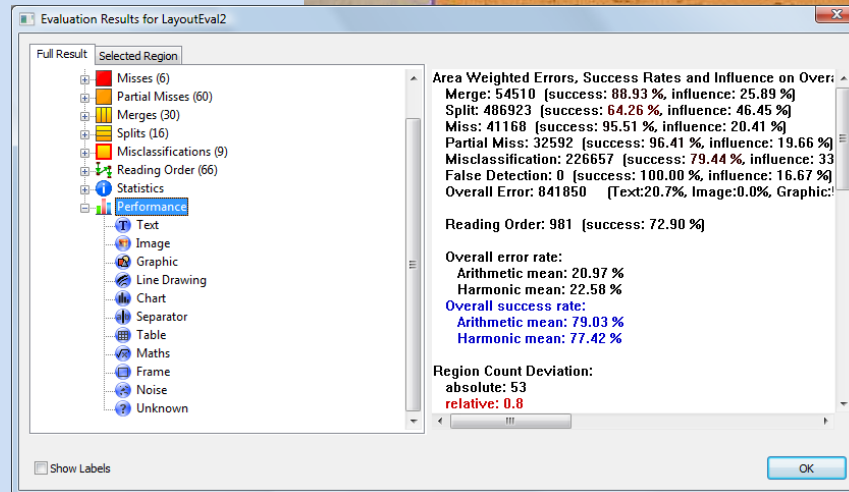 Evaluation Results for LayoutEval2
Full Result
Selected Region
Misses (6)
Partial Misses (60)
Merges (30)
Splits (16)
Misclassifications (9)
Reading Order (66)
Statistics
Performance
Text
Image
Graphic
Line Drawing
Chart
Separator
Table
Maths
Frame
Noise
Unknown
Area Weighted Errors, Success Rates and Influence on Overa
Merge: 54510 (success: 88.93 %, influence: 25.89 %)
Split: 486923 (success: 64.26 %, influence: 46.45 %)
Miss: 41168 (success: 95.51 %, influence: 20.41 %)
Partial Miss: 32592 (success: 96.41 %, influence: 19.66 %)
Misclassification: 226657 (success: 79.44 %, influence: 33
False Detection: 0 (success: 100.00 %, influence: 16.67 %)
Overall Error: 841850 (Text:20.7%, Image:0.0%, Graphic:
Reading Order: 981 (success: 72.90 %)
Overall error rate:
Arithmetic mean: 20.97 %
Harmonic mean: 22.58 %
Overall success rate:
Arithmetic mean: 79.03 %
Harmonic mean: 77.42 %
Region Count Deviation:
absolute: 53
relative: 0.8
Show Labels
OK